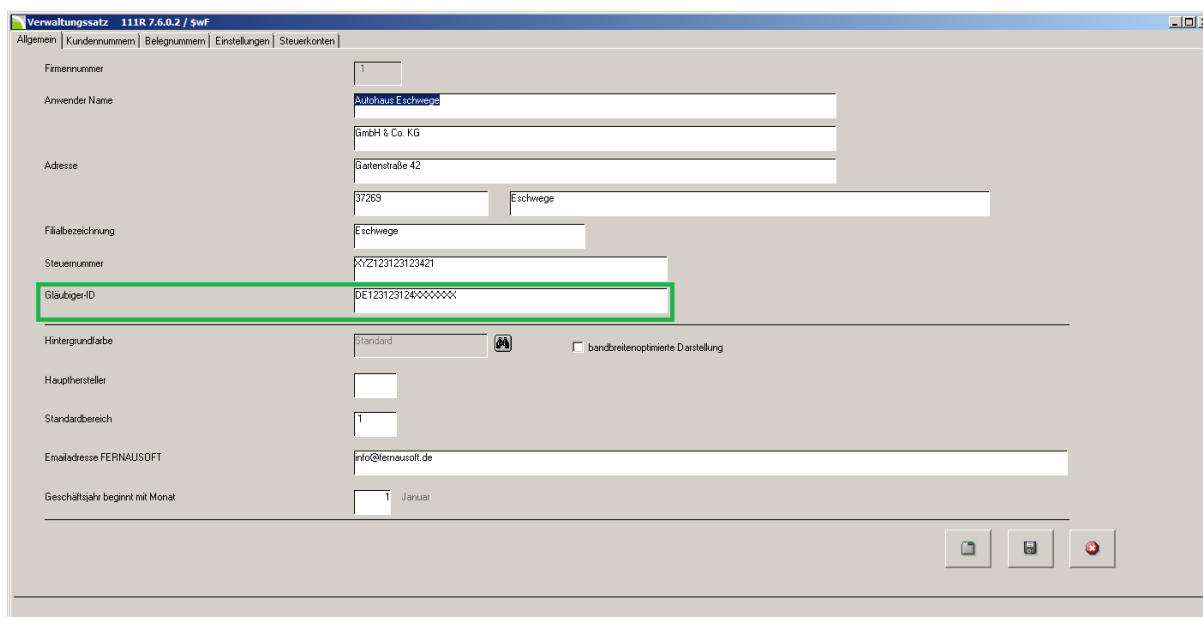 Verwaltungssatz 111R 7.6.0.2 / $wF
Allgemein Kundennummern Belegnummern Einstellungen Steuerkonten
Firmennummer 1
Anwender Name Autohaus Eschwege
GmbH & Co. KG
Adresse Gartenstraße 42
37269 Eschwege
Filialbezeichnung Eschwege
Steuernummer XYZ123123123421
Gläubiger-ID DE123123124XXXXXXX
Hintergrundfarbe Standard bandbreitenoptimierte Darstellung
Haupthersteller
Standardbereich 1
Emailadresse FERNAUSOFT info@fernausoft.de
Geschäftsjahr beginnt mit Monat 1 Januar